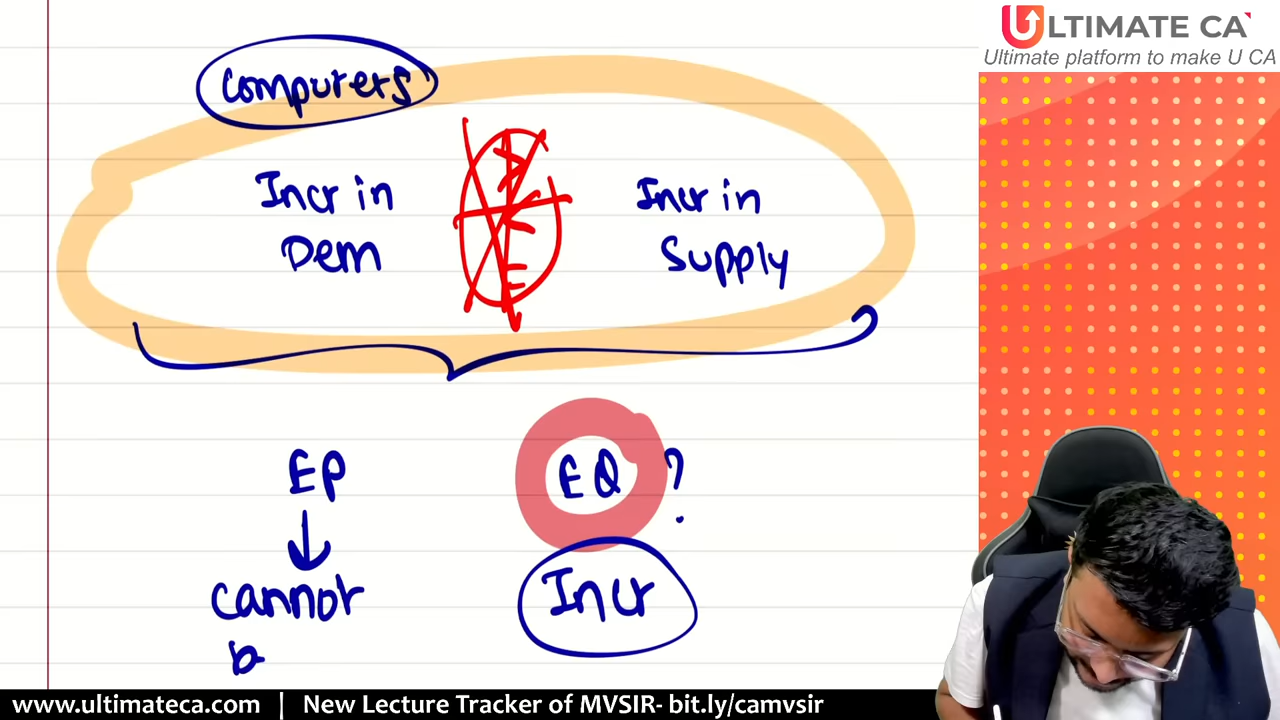 ULTIMATE CA
Ultimate platform to make U CA
Computers
Incr in
Dem
Incr in
Supply
EP
EQ ?
cannot
Incr
b
www.ultimateca.com | New Lecture Tracker of MVSIR- bit.ly/camvsir